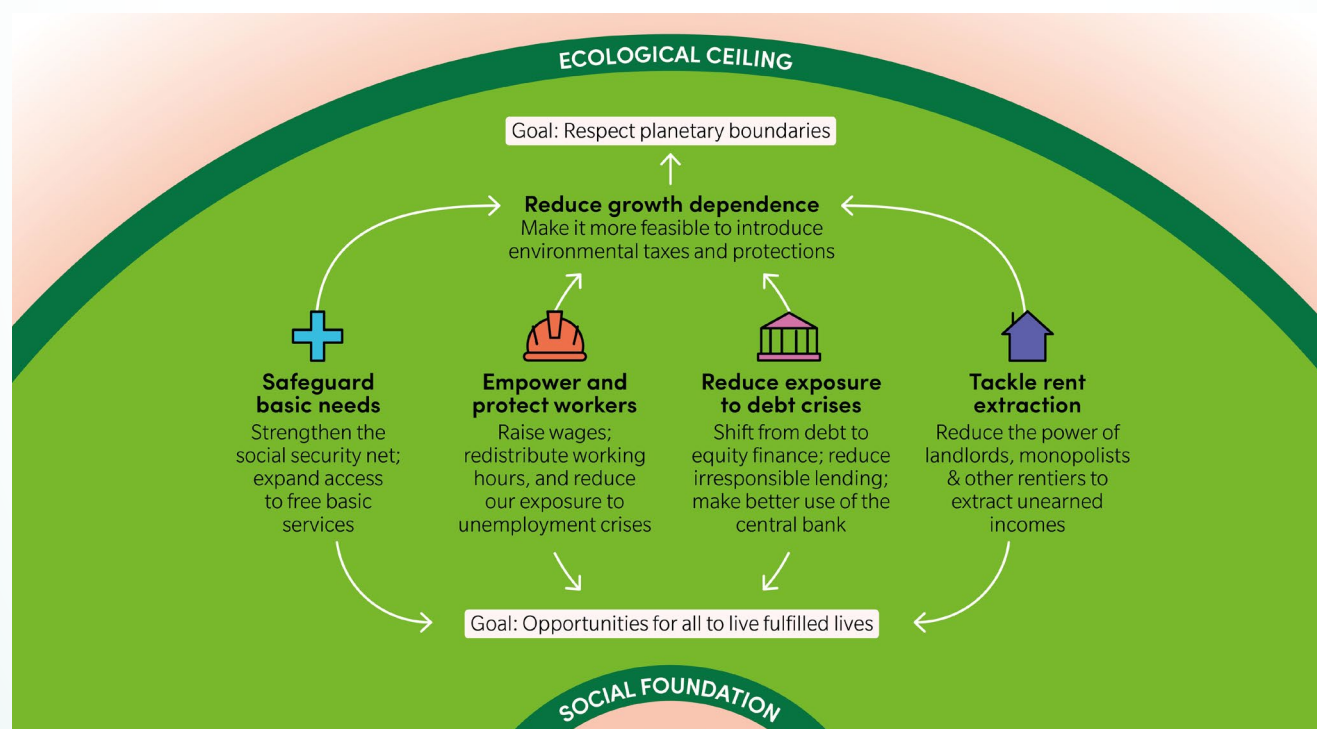 ECOLOGICAL CEILING
Goal: Respect planetary boundaries
Reduce growth dependence
Make it more feasible to introduce
environmental taxes and protections
Safeguard
basic needs
Strengthen the
social security net;
expand access
to free basic
services
Empower and
protect workers
Raise wages;
redistribute working
hours, and reduce
our exposure to
unemployment crises
Reduce exposure
to debt crises
Shift from debt to
equity finance; reduce
irresponsible lending;
make better use of the
central bank
Tackle rent
extraction
Reduce the power of
landlords, monopolists
& other rentiers to
extract unearned
incomes
Goal: Opportunities for all to live fulfilled lives
SOCIAL FOUNDATION